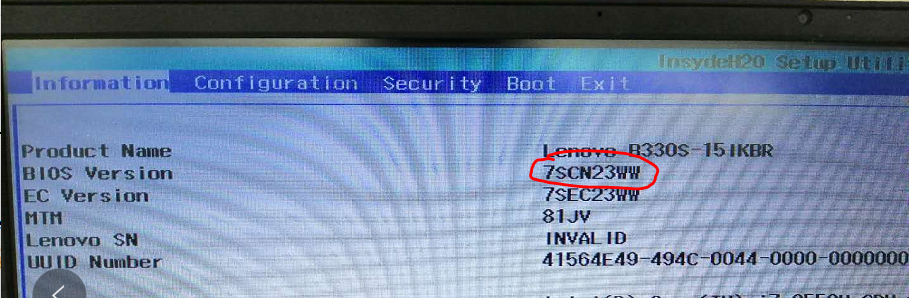 InsydeH20 Setup Utili
Information Configuration Security Boot Exit
Product Name Lenovo B330S-15IKBR
BIOS Version 7SCN23WW
EC Version 7SEC23WW
MTM 81JV
Lenovo SN INVALID
UUID Number 41564E49-494C-0044-0000-0000000